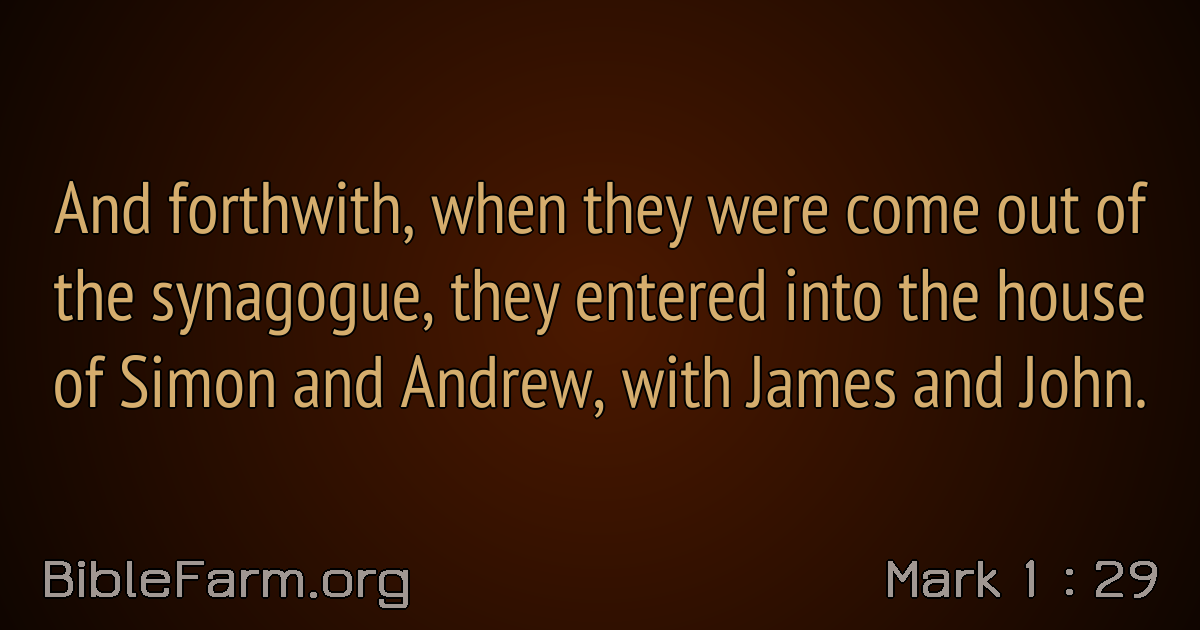 And forthwith, when they were come out of
the synagogue, they entered into the house
of Simon and Andrew, with James and John.
BibleFarm.org
Mark 1 : 29